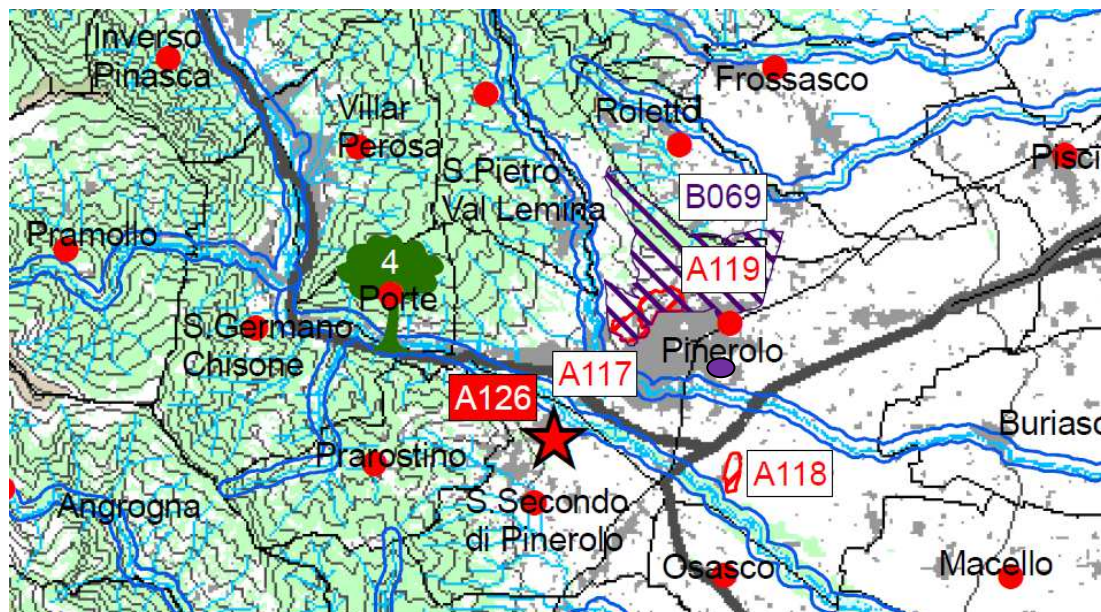 Inverso
Pinasca
Frossasco
Villar
Perosa
Roletto
Pisci
S.Pietro
Val Lemina
B069
Pramollo
4
A119
Porte
S.Germano
Chisone
Pinerolo
A117
A126
Buriasc
Prarostino
A118
Angrogna
S.Secondo
di Pinerolo
Osasco
Macello